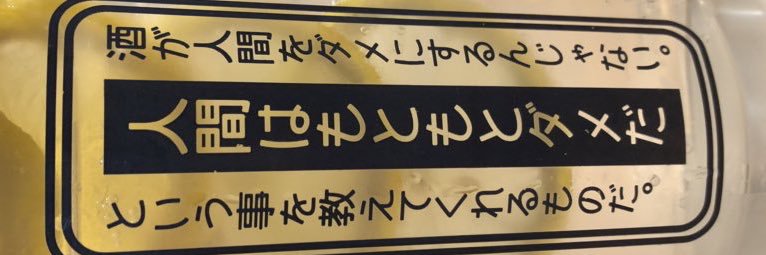 酒が人間をダメにするんじゃない。
人間はもともとダメだ
という事を教えてくれるものだ。